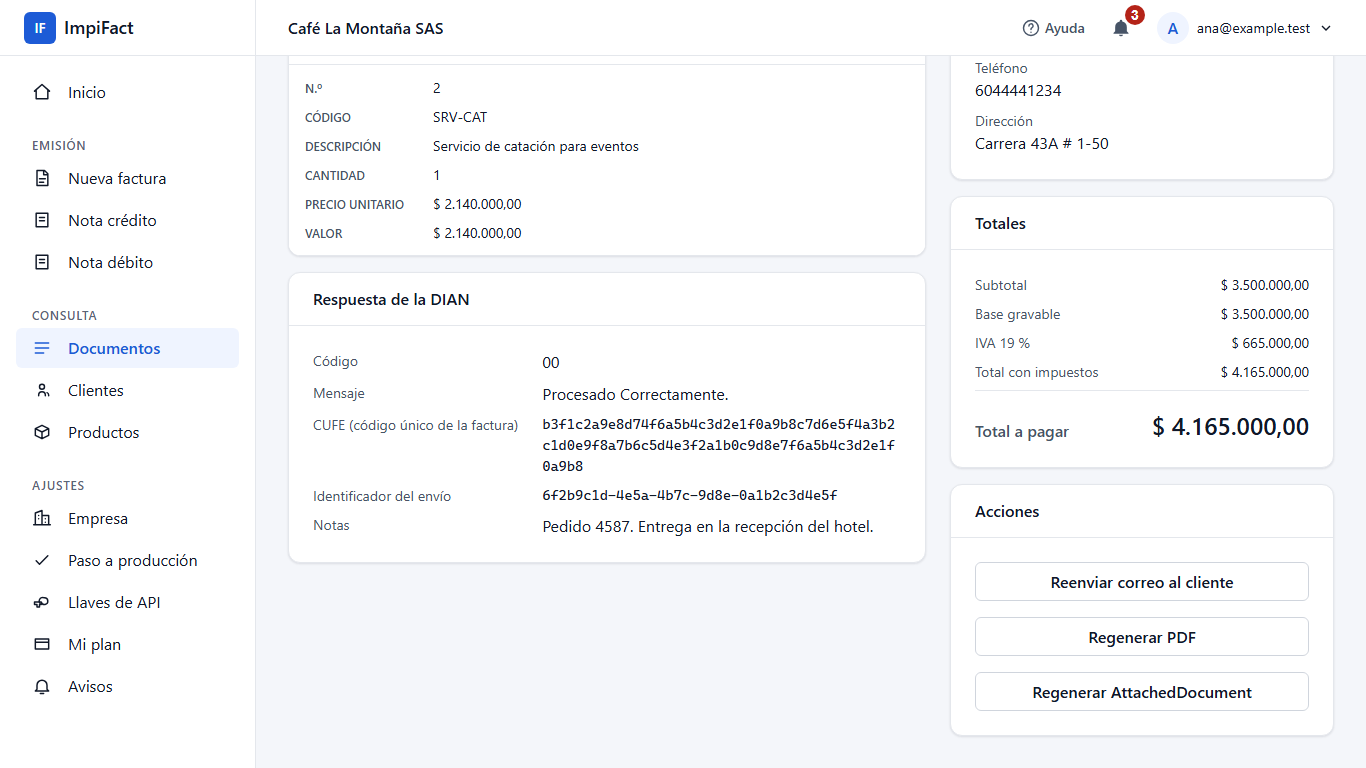 IF ImpiFact
Café La Montaña SAS
Ayuda
3
A
ana@example.test
Inicio
EMISIÓN
Nueva factura
Nota crédito
Nota débito
CONSULTA
Documentos
Clientes
Productos
AJUSTES
Empresa
Paso a producción
Llaves de API
Mi plan
Avisos
N.º 2
CÓDIGO SRV-CAT
DESCRIPCIÓN Servicio de catación para eventos
CANTIDAD 1
PRECIO UNITARIO $ 2.140.000,00
VALOR $ 2.140.000,00
Respuesta de la DIAN
Código 00
Mensaje Procesado Correctamente.
CUFE (código único de la factura) b3f1c2a9e8d74f6a5b4c3d2e1f0a9b8c7d6e5f4a3b2
c1d0e9f8a7b6c5d4e3f2a1b0c9d8e7f6a5b4c3d2e1f
0a9b8
Identificador del envío 6f2b9c1d-4e5a-4b7c-9d8e-0a1b2c3d4e5f
Notas Pedido 4587. Entrega en la recepción del hotel.
Teléfono
6044441234
Dirección
Carrera 43A # 1-50
Totales
Subtotal $ 3.500.000,00
Base gravable $ 3.500.000,00
IVA 19 % $ 665.000,00
Total con impuestos $ 4.165.000,00
Total a pagar $ 4.165.000,00
Acciones
Reenviar correo al cliente
Regenerar PDF
Regenerar AttachedDocument